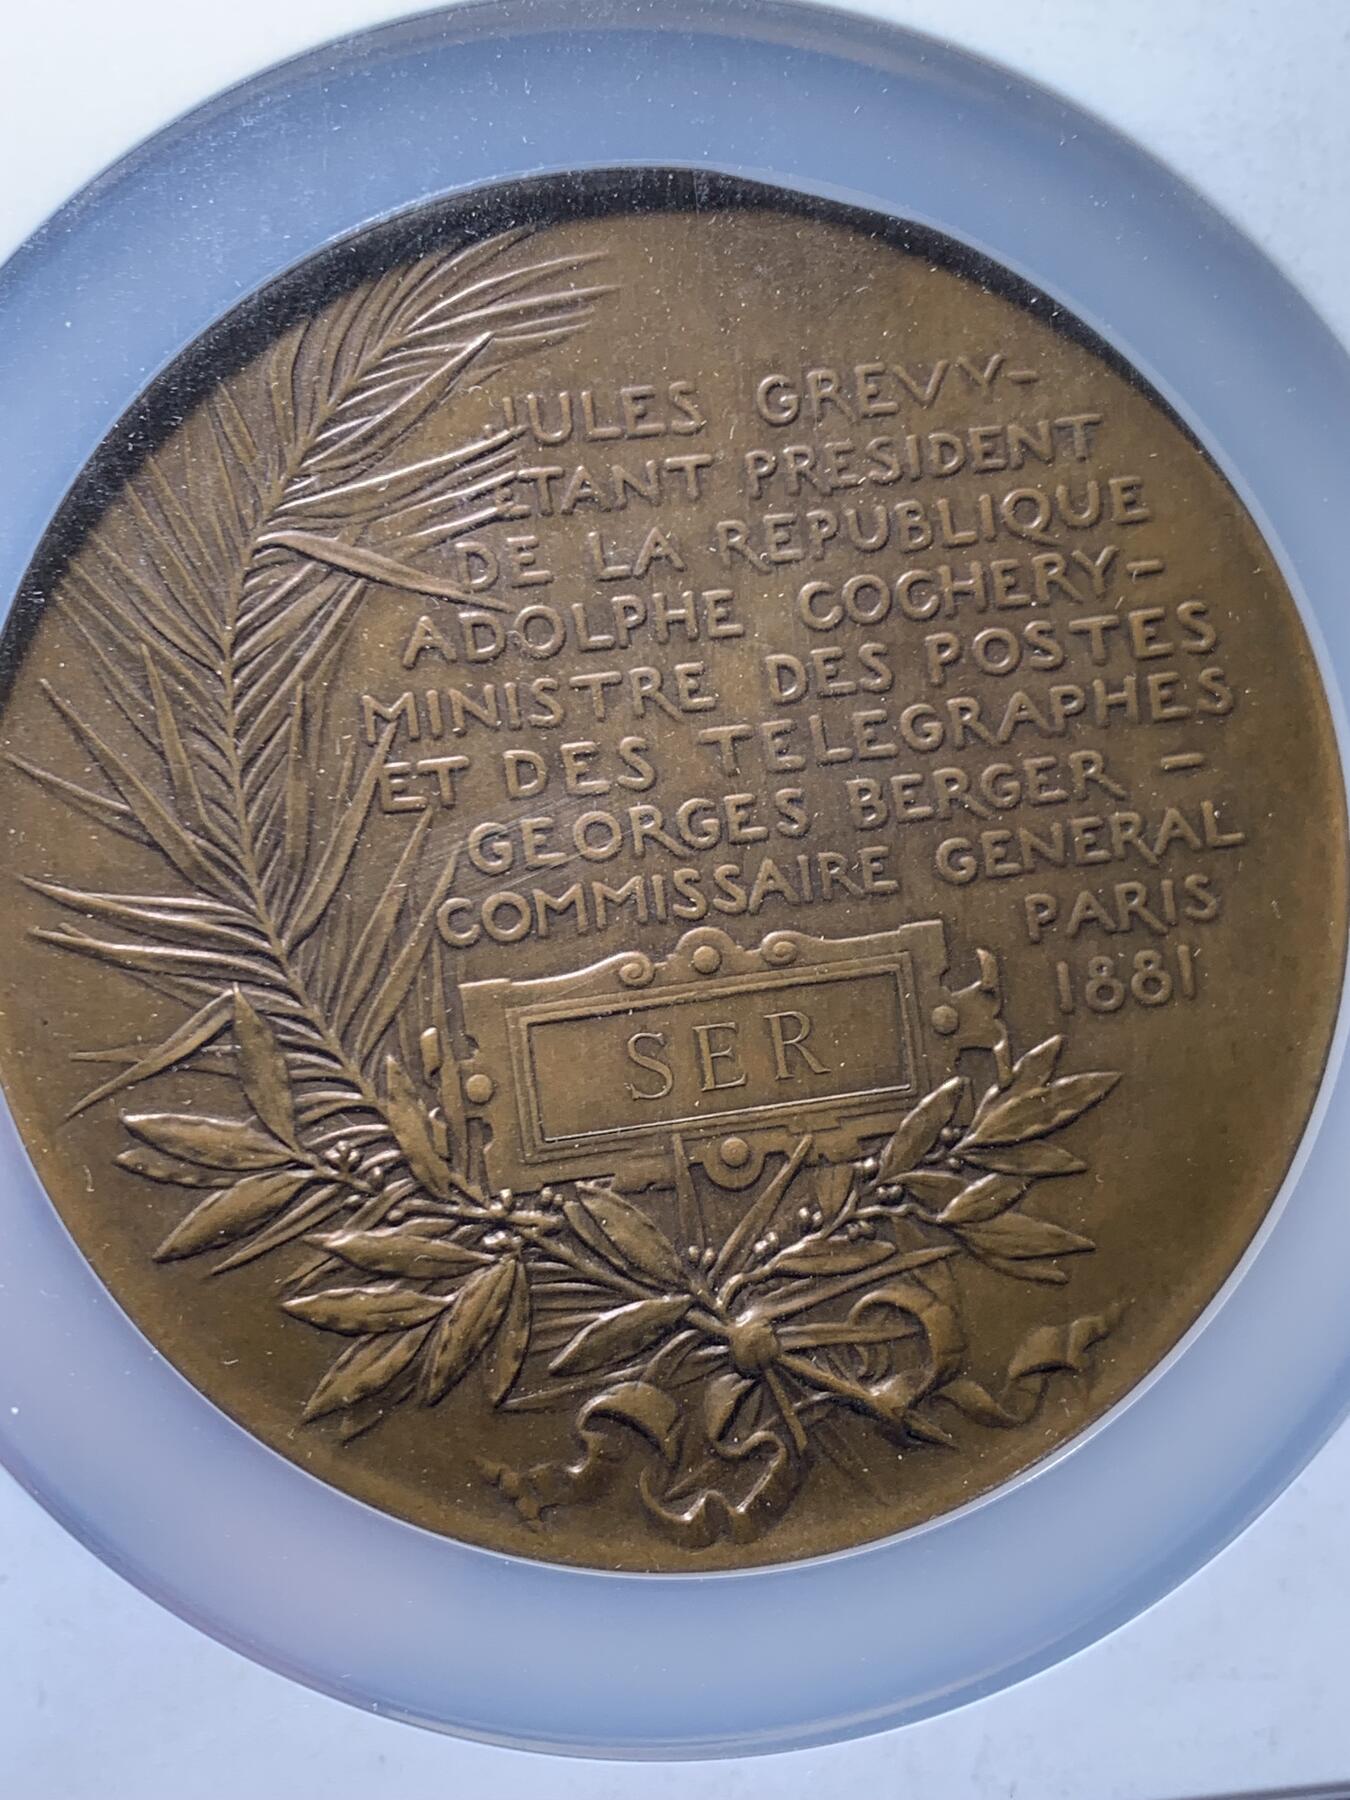 JULES GREVY-
ETANT PRESIDENT
DE LA REPUBLIQUE
ADOLPHE COCHERY-
MINISTRE DES POSTES
ET DES TELEGRAPHES
GEORGES BERGER -
COMMISSAIRE GENERAL
PARIS
1881
SER